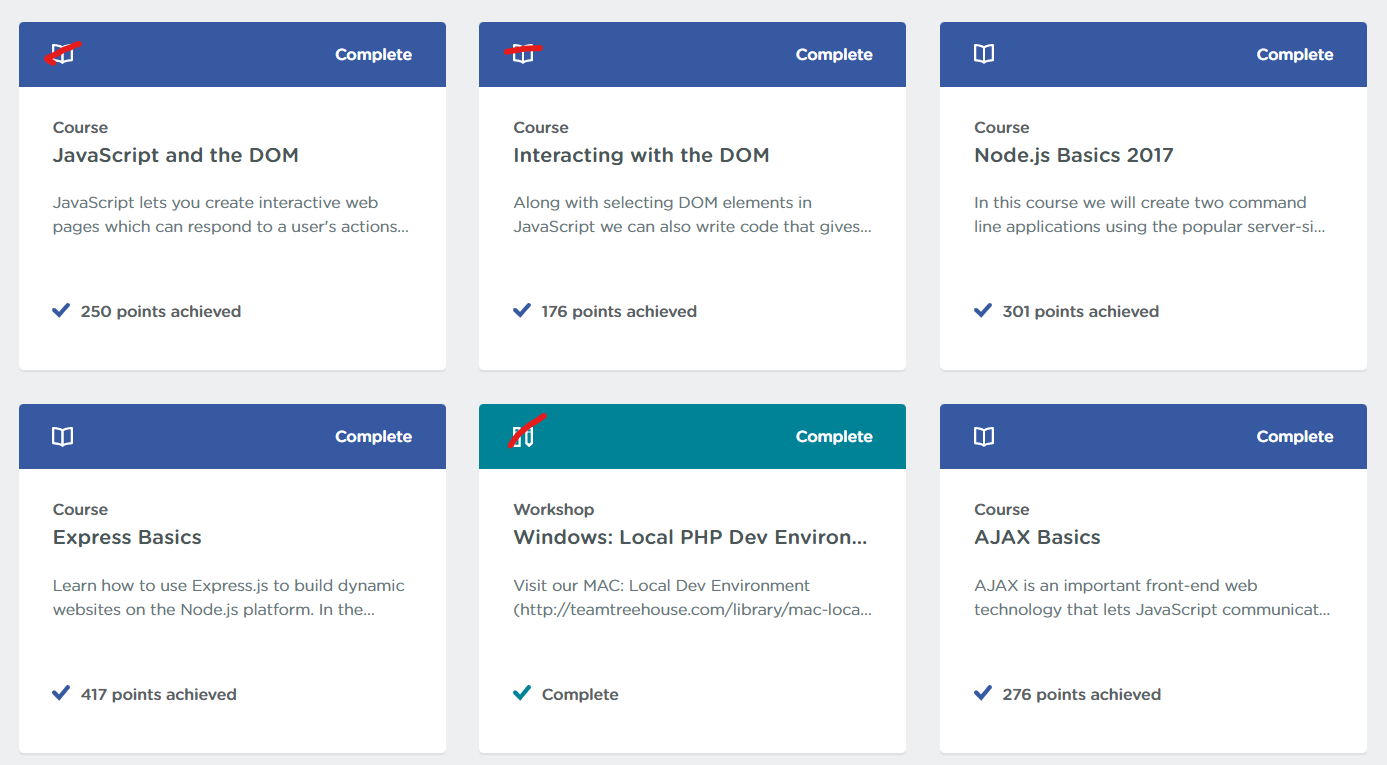 Complete
Course
JavaScript and the DOM
JavaScript lets you create interactive web
pages which can respond to a user's actions...
250 points achieved
Complete
Course
Interacting with the DOM
Along with selecting DOM elements in
JavaScript we can also write code that gives...
176 points achieved
Complete
Course
Node.js Basics 2017
In this course we will create two command
line applications using the popular server-si...
301 points achieved
Complete
Course
Express Basics
Learn how to use Express.js to build dynamic
websites on the Node.js platform. In the...
417 points achieved
Complete
Workshop
Windows: Local PHP Dev Environ...
Visit our MAC: Local Dev Environment
(http://teamtreehouse.com/library/mac-loca...
Complete
Complete
Course
AJAX Basics
AJAX is an important front-end web
technology that lets JavaScript communicat...
276 points achieved